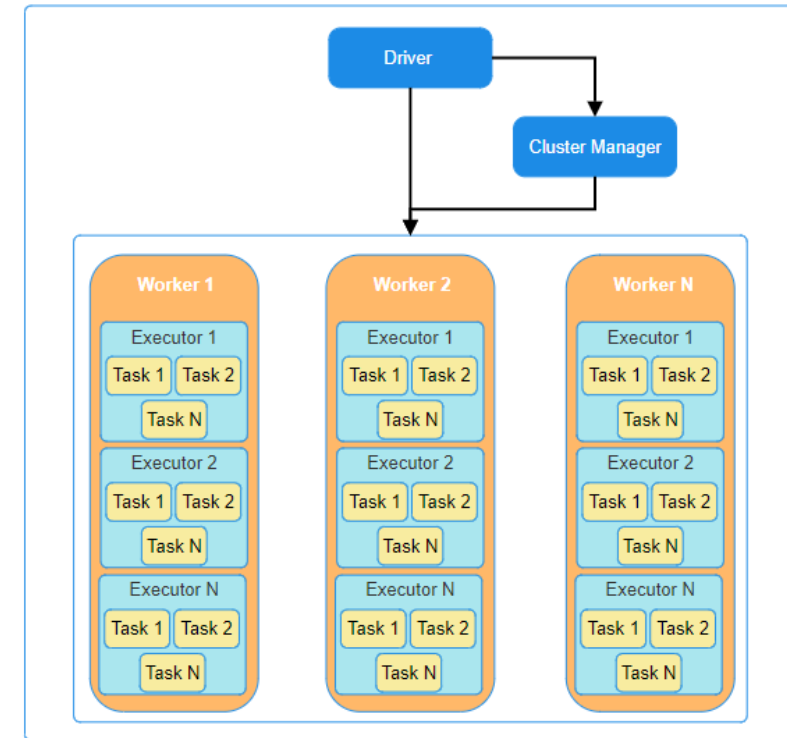 Driver
Cluster Manager
Worker 1
Worker 2
Worker N
Executor 1
Executor 1
Executor 1
Task 1 Task 2
Task 1 Task 2
Task 1 Task 2
Task N
Task N
Task N
Executor 2
Executor 2
Executor 2
Task 1 Task 2
Task 1 Task 2
Task 1 Task 2
Task N
Task N
Task N
Executor N
Executor N
Executor N
Task 1 Task 2
Task 1 Task 2
Task 1 Task 2
Task N
Task N
Task N